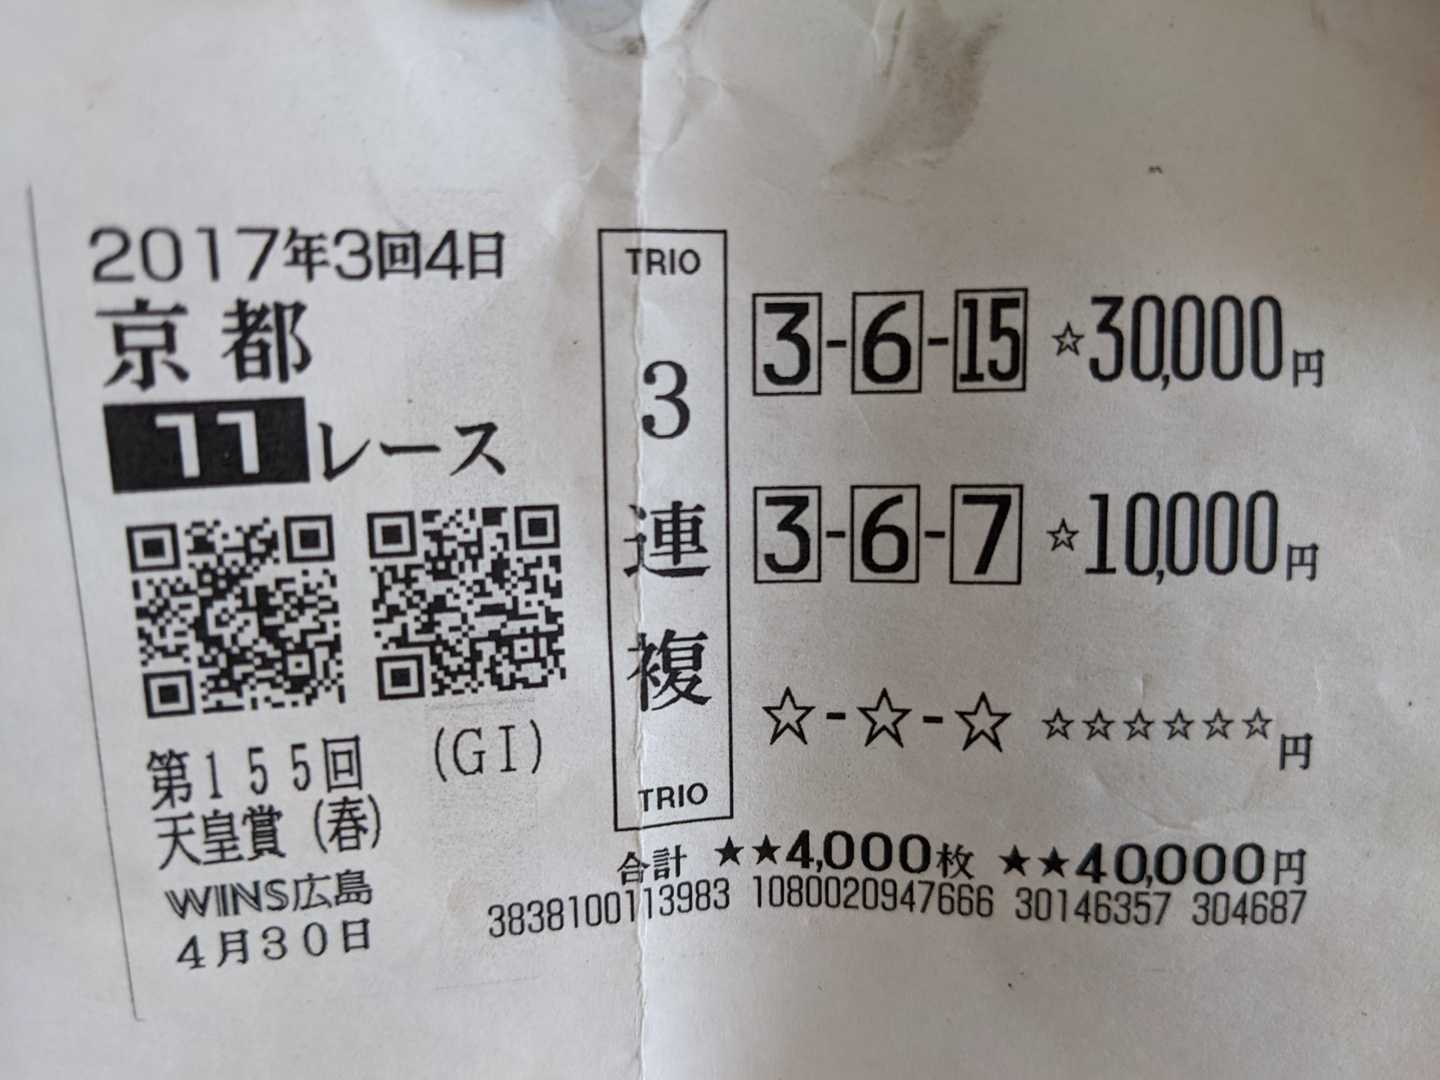 2017年3回4日
京都
11レース
第155回
(GI)
天皇賞(春)
WINS広島
4月30日
TRIO
3連複
TRIO
3-6-15 ☆30,000円
3-6-7 ☆10,000円
☆-☆-☆ ☆☆☆☆☆☆円
合計 ★★4,000枚 ★★40,000円
3838100113983 1080020947666 30146357 304687